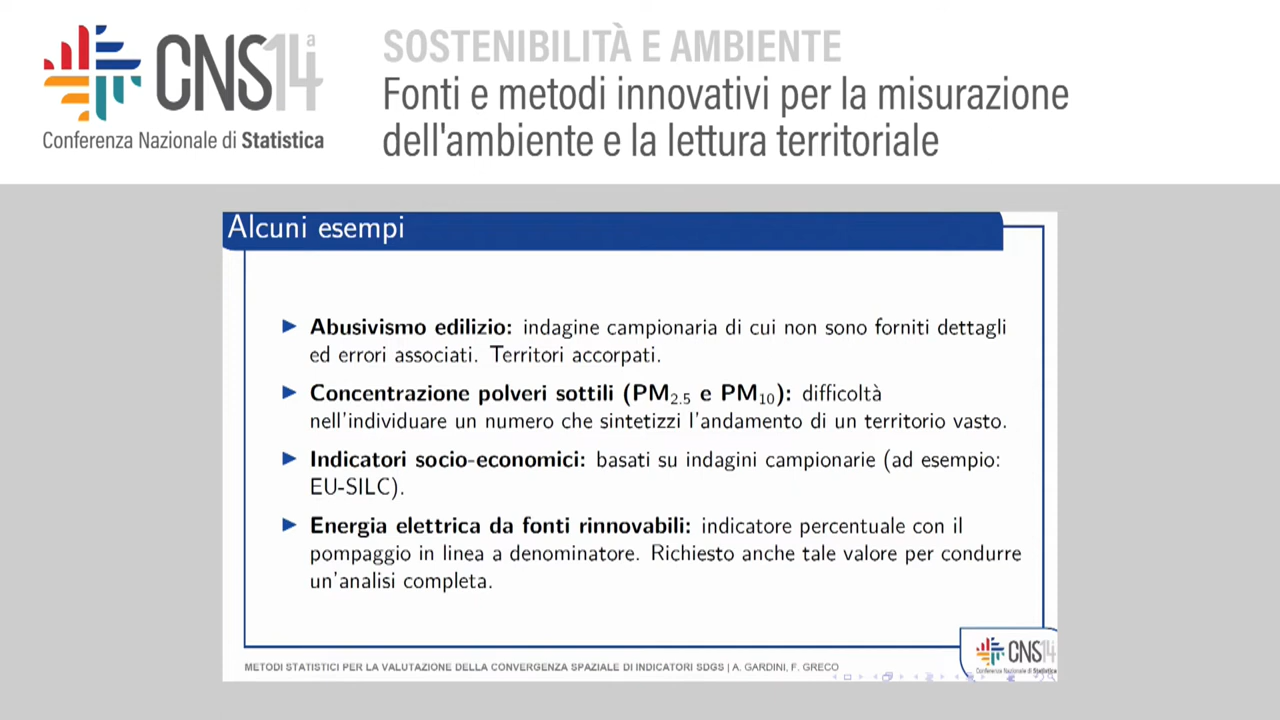 CNS14ª
Conferenza Nazionale di Statistica
SOSTENIBILITÀ E AMBIENTE
Fonti e metodi innovativi per la misurazione
dell'ambiente e la lettura territoriale
Alcuni esempi
Abusivismo edilizio: indagine campionaria di cui non sono forniti dettagli
ed errori associati. Territori accorpati.
Concentrazione polveri sottili (PM2.5 e PM10): difficoltà
nell'individuare un numero che sintetizzi l'andamento di un territorio vasto.
Indicatori socio-economici: basati su indagini campionarie (ad esempio:
EU-SILC).
Energia elettrica da fonti rinnovabili: indicatore percentuale con il
pompaggio in linea a denominatore. Richiesto anche tale valore per condurre
un'analisi completa.
METODI STATISTICI PER LA VALUTAZIONE DELLA CONVERGENZA SPAZIALE DI INDICATORI SDGS | A. GARDINI, F. GRECO
CNS14
Conferenza Nazionale di Statistica